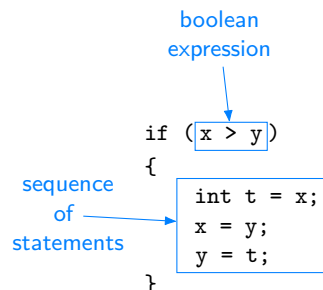 boolean
expression
if (x > y)
{
sequence
of
statements
int t = x;
x = y;
y = t;
}